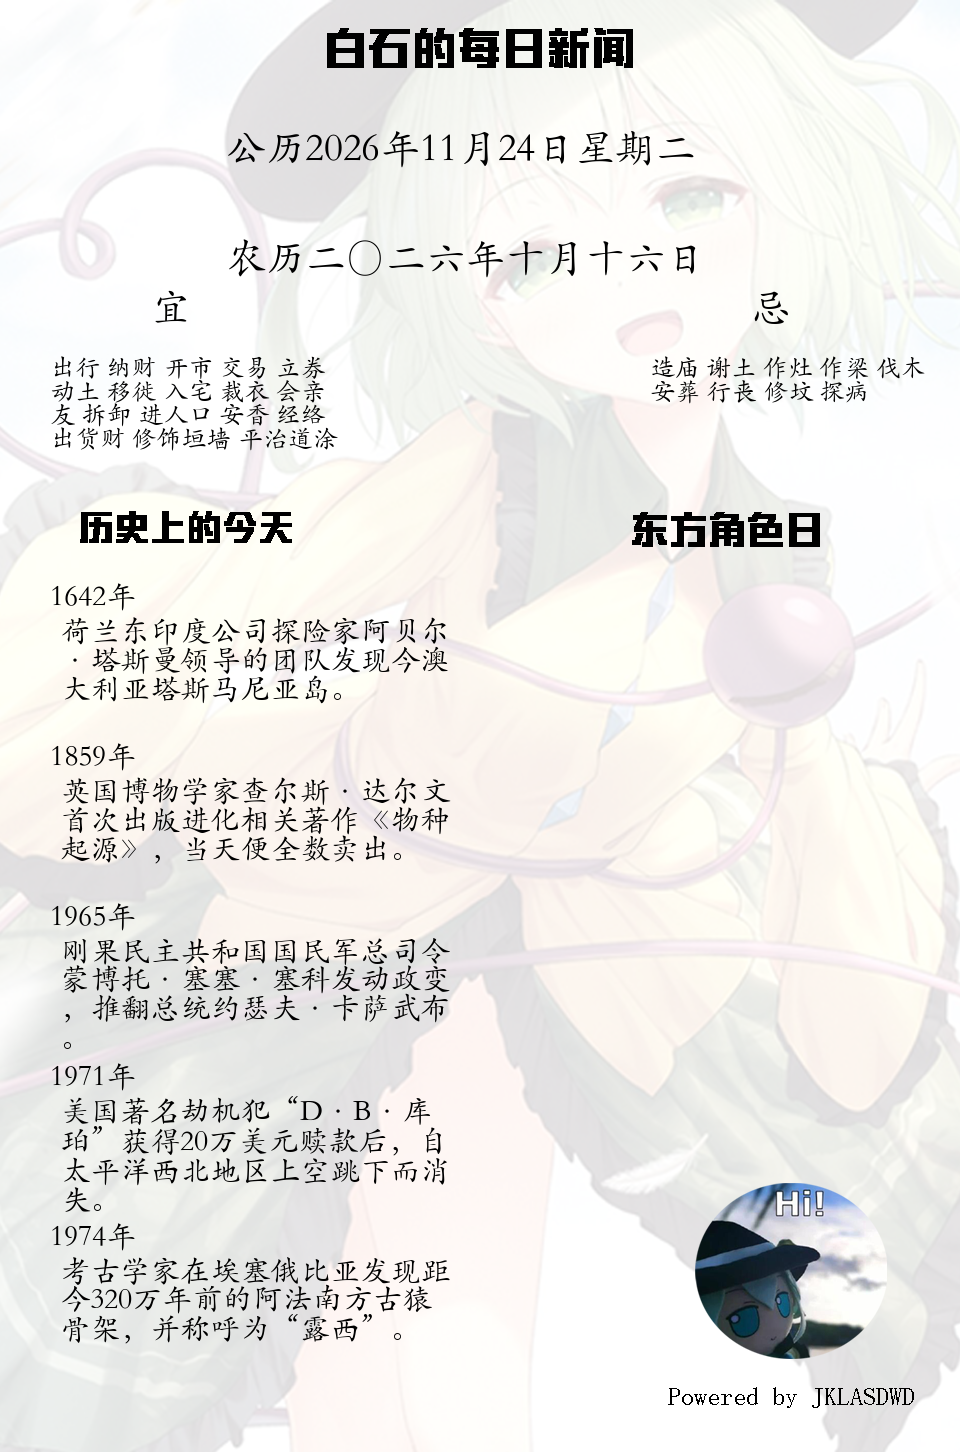 白石的每日新闻
公历2026年11月24日星期二
农历二〇二六年十月十六日
宜
出行 纳财 开市 交易 立券
动土 移徙 入宅 裁衣 会亲
友 拆卸 进人口 安香 经络
出货财 修饰垣墙 平治道涂
忌
造庙 谢土 作灶 作梁 伐木
安葬 行丧 修坟 探病
历史上的今天
1642年
荷兰东印度公司探险家阿贝尔
·塔斯曼领导的团队发现今澳
大利亚塔斯马尼亚岛。
1859年
英国博物学家查尔斯·达尔文
首次出版进化相关著作《物种
起源》，当天便全数卖出。
1965年
刚果民主共和国国民军总司令
蒙博托·塞塞·塞科发动政变
，推翻总统约瑟夫·卡萨武布
。
1971年
美国著名劫机犯“D·B·库
珀”获得20万美元赎款后，自
太平洋西北地区上空跳下而消
失。
1974年
考古学家在埃塞俄比亚发现距
今320万年前的阿法南方古猿
骨架，并称呼为“露西”。
东方角色日
Hi!
Powered by JKLASDWD